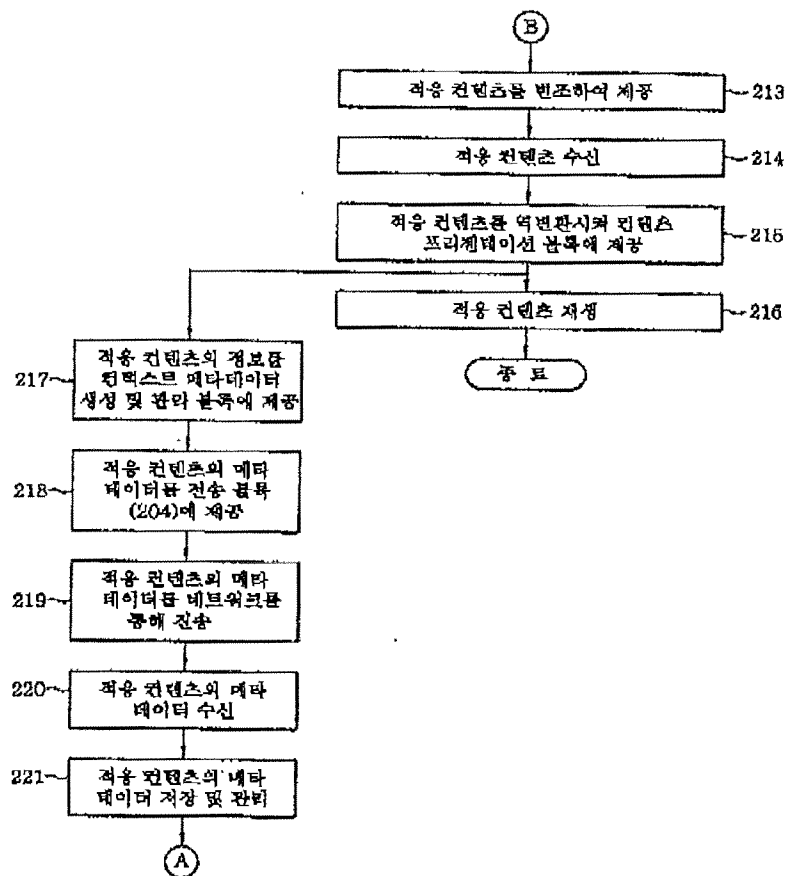 B
적응 컨텐츠를 변조하여 제공
213
적응 컨텐츠 수신
214
적응 컨텐츠를 역변환시켜 컨텐츠
프리젠테이션 블록에 제공
215
적응 컨텐츠 재생
216
종료
217
적응 컨텐츠의 정보를
컨텍스트 메타데이터
생성 및 관리 블록에 제공
218
적응 컨텐츠의 메타
데이터를 전송 블록
(204)에 제공
219
적응 컨텐츠의 메타
데이터를 네트워크를
통해 전송
220
적응 컨텐츠의 메타
데이터 수신
221
적응 컨텐츠의 메타
데이터 저장 및 관리
A